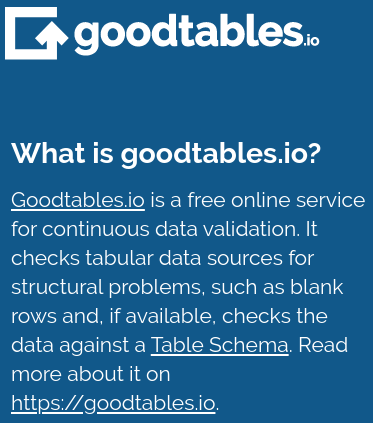 goodtables.io
What is goodtables.io?
Goodtables.io is a free online service
for continuous data validation. It
checks tabular data sources for
structural problems, such as blank
rows and, if available, checks the
data against a Table Schema. Read
more about it on
https://goodtables.io.